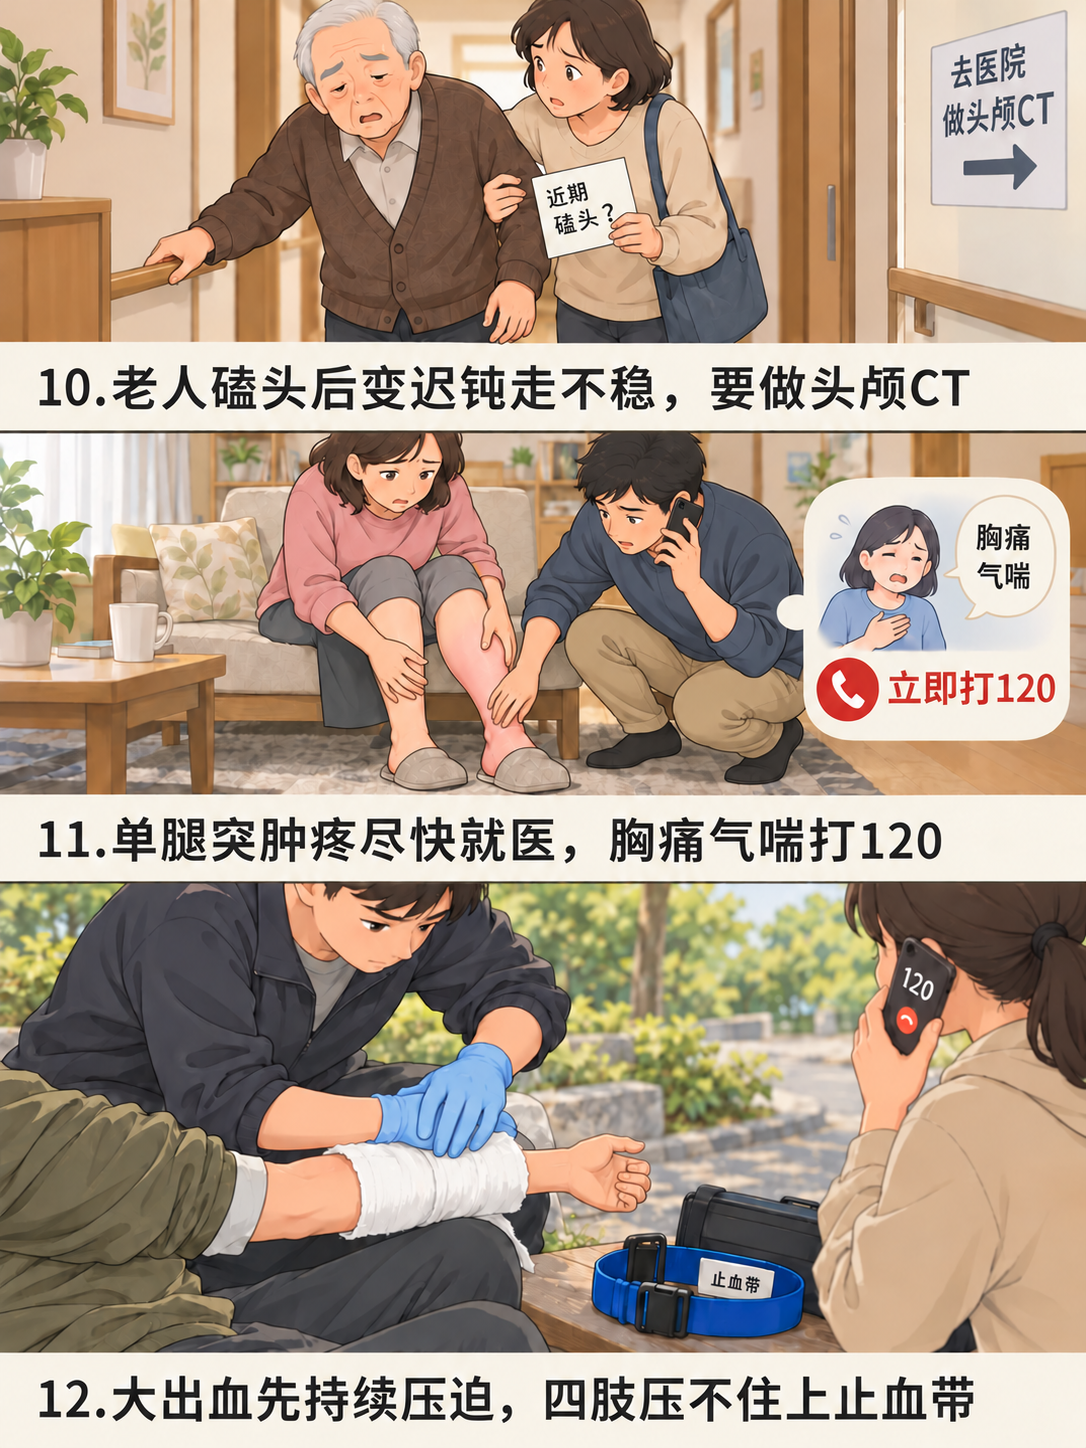 去医院
做头颅CT
近期
磕头？
10.老人磕头后变迟钝走不稳，要做头颅CT
胸痛
气喘
立即打120
11.单腿突肿疼尽快就医，胸痛气喘打120
120
止血带
12.大出血先持续压迫，四肢压不住上止血带